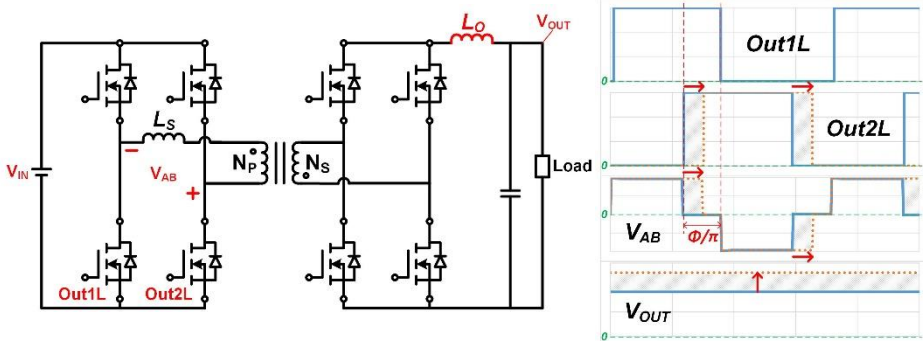 L_O
V_OUT
L_S
–
V_IN
V_AB
+
N_P
N_S
Load
Out1L
Out2L
Out1L
0
Out2L
0
0
V_AB
Φ/π
V_OUT
0